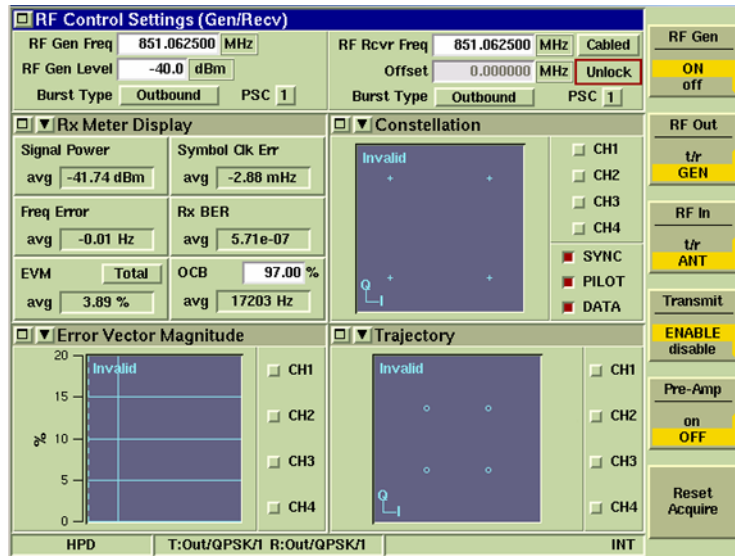 RF Control Settings (Gen/Recv)
RF Gen Freq 851.062500 MHz
RF Gen Level -40.0 dBm
Burst Type Outbound PSC 1
RF Rcvr Freq 851.062500 MHz Cabled
Offset 0.000000 MHz Unlock
Burst Type Outbound PSC 1
Rx Meter Display
Signal Power
avg -41.74 dBm
Symbol Clk Err
avg -2.88 mHz
Freq Error
avg -0.01 Hz
Rx BER
avg 5.71e-07
EVM Total
avg 3.89 %
OCB 97.00 %
avg 17203 Hz
Constellation
Invalid
Q
I
CH1
CH2
CH3
CH4
SYNC
PILOT
DATA
Error Vector Magnitude
%
20
15
10
5
0
Invalid
CH1
CH2
CH3
CH4
Trajectory
Invalid
Q
I
CH1
CH2
CH3
CH4
HPD T:Out/QPSK/1 R:Out/QPSK/1 INT
RF Gen
ON
off
RF Out
t/r
GEN
RF In
t/r
ANT
Transmit
ENABLE
disable
Pre-Amp
on
OFF
Reset
Acquire